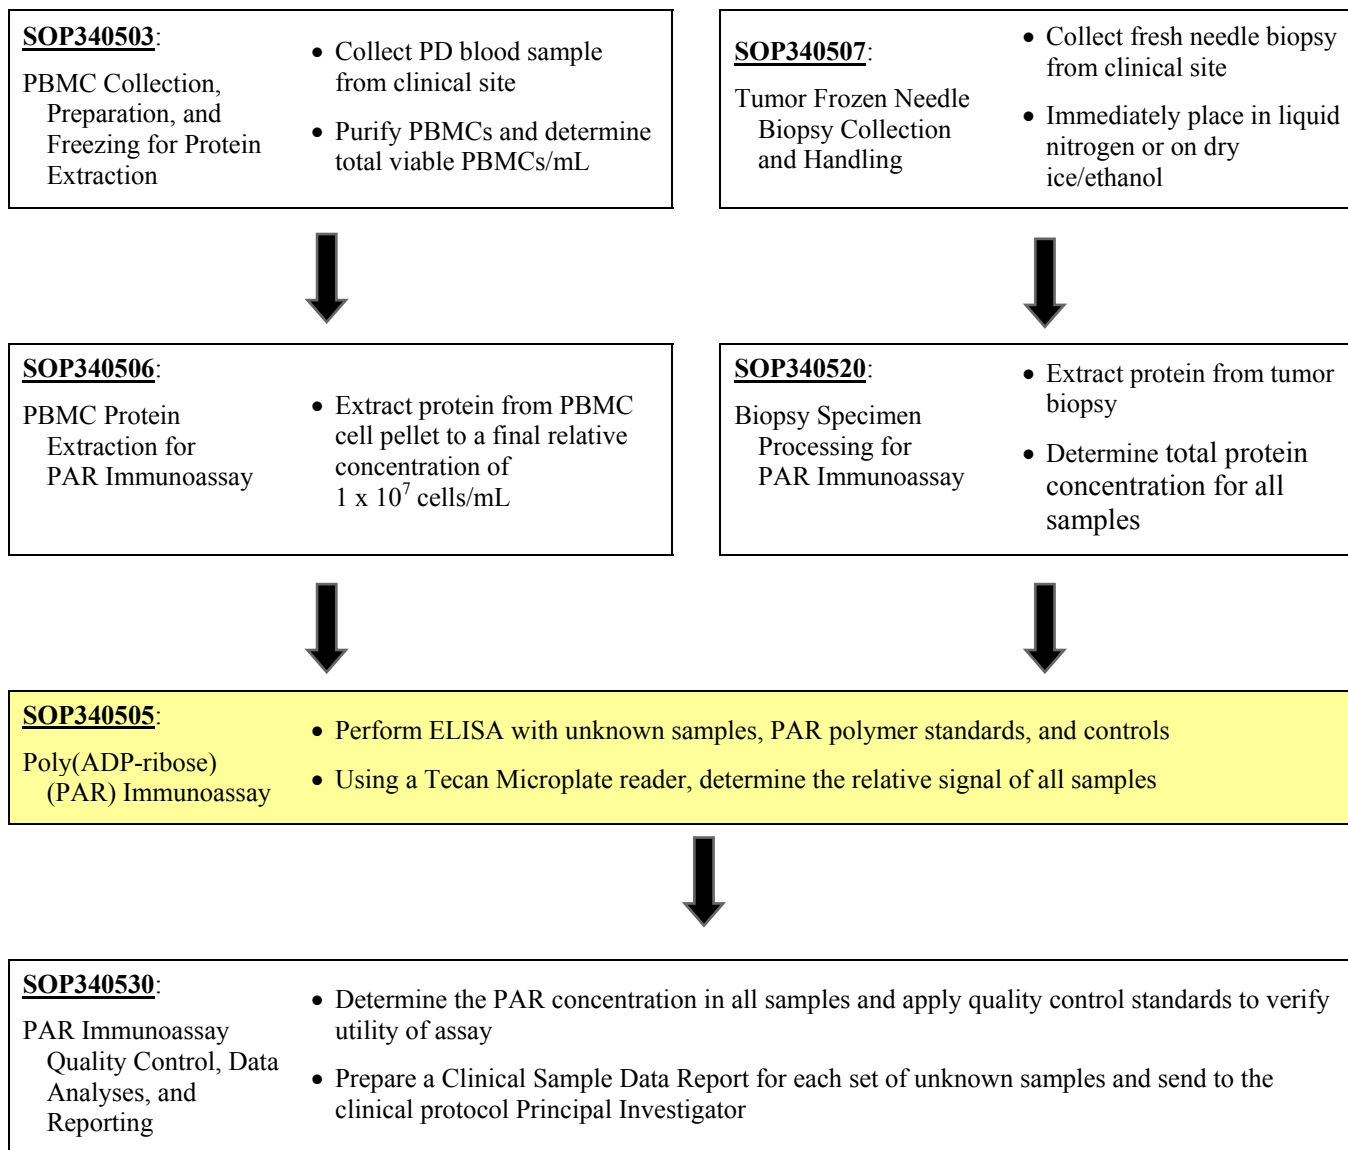 SOP340503:
PBMC Collection,
Preparation, and
Freezing for Protein
Extraction
• Collect PD blood sample
from clinical site
• Purify PBMCs and determine
total viable PBMCs/mL
SOP340507:
Tumor Frozen Needle
Biopsy Collection
and Handling
• Collect fresh needle biopsy
from clinical site
• Immediately place in liquid
nitrogen or on dry
ice/ethanol
SOP340506:
PBMC Protein
Extraction for
PAR Immunoassay
• Extract protein from PBMC
cell pellet to a final relative
concentration of
1 x 10⁷ cells/mL
SOP340520:
Biopsy Specimen
Processing for
PAR Immunoassay
• Extract protein from tumor
biopsy
• Determine total protein
concentration for all
samples
SOP340505:
Poly(ADP-ribose)
(PAR) Immunoassay
• Perform ELISA with unknown samples, PAR polymer standards, and controls
• Using a Tecan Microplate reader, determine the relative signal of all samples
SOP340530:
PAR Immunoassay
Quality Control, Data
Analyses, and
Reporting
• Determine the PAR concentration in all samples and apply quality control standards to verify
utility of assay
• Prepare a Clinical Sample Data Report for each set of unknown samples and send to the
clinical protocol Principal Investigator